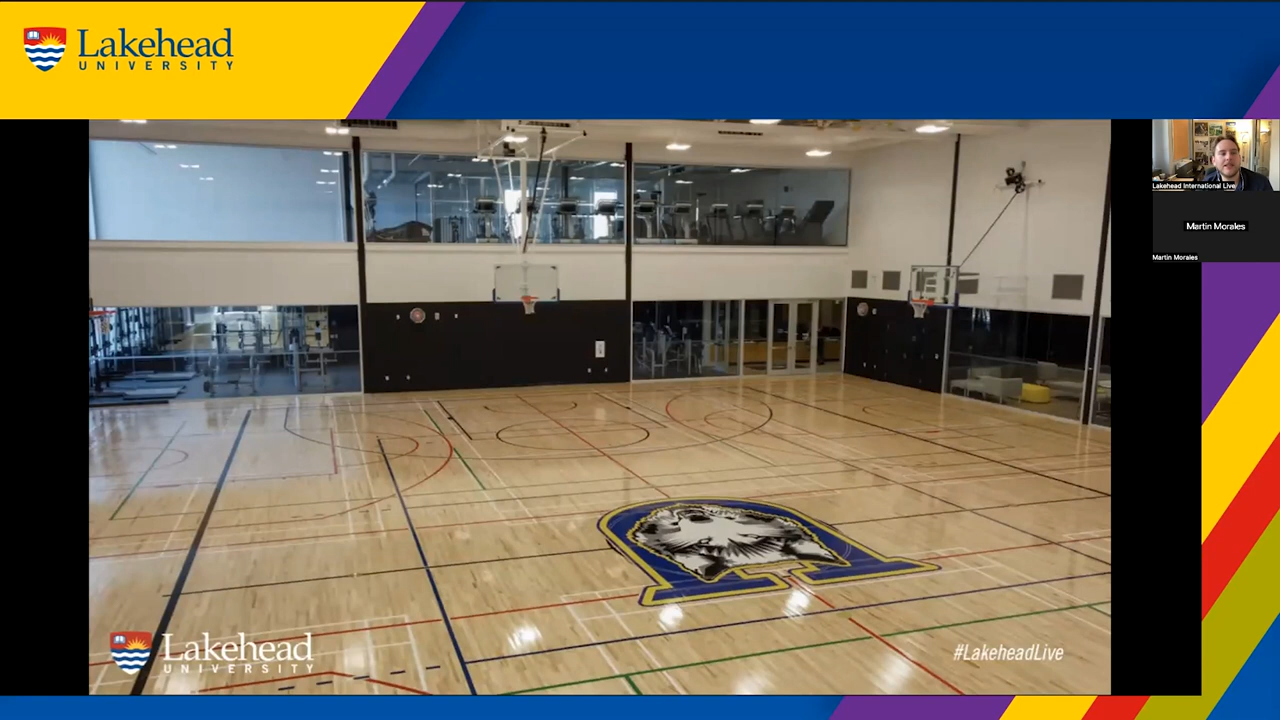 Lakehead
UNIVERSITY
Lakehead International Live
Martin Morales
Martin Morales
Lakehead
UNIVERSITY
#LakeheadLive